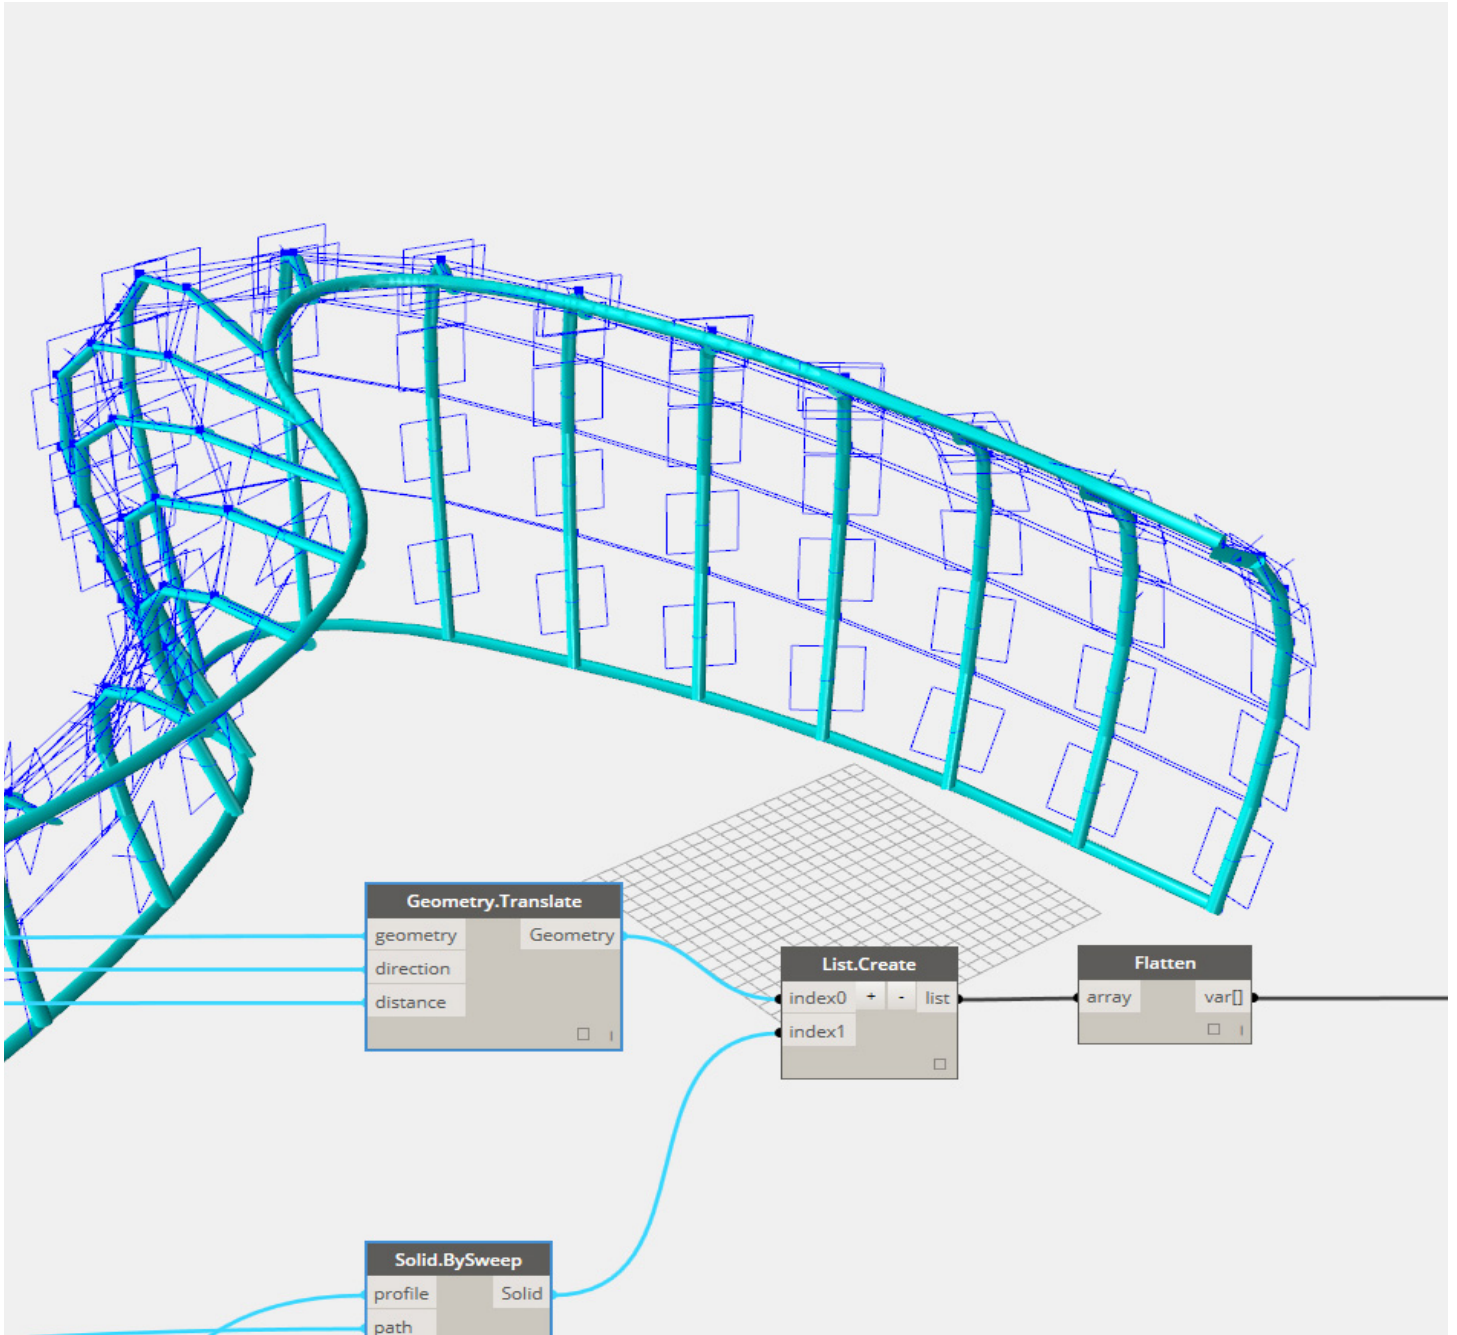 Geometry.Translate
geometry Geometry
direction
distance
List.Create
index0 + - list
index1
Flatten
array var[]
Solid.BySweep
profile Solid
path